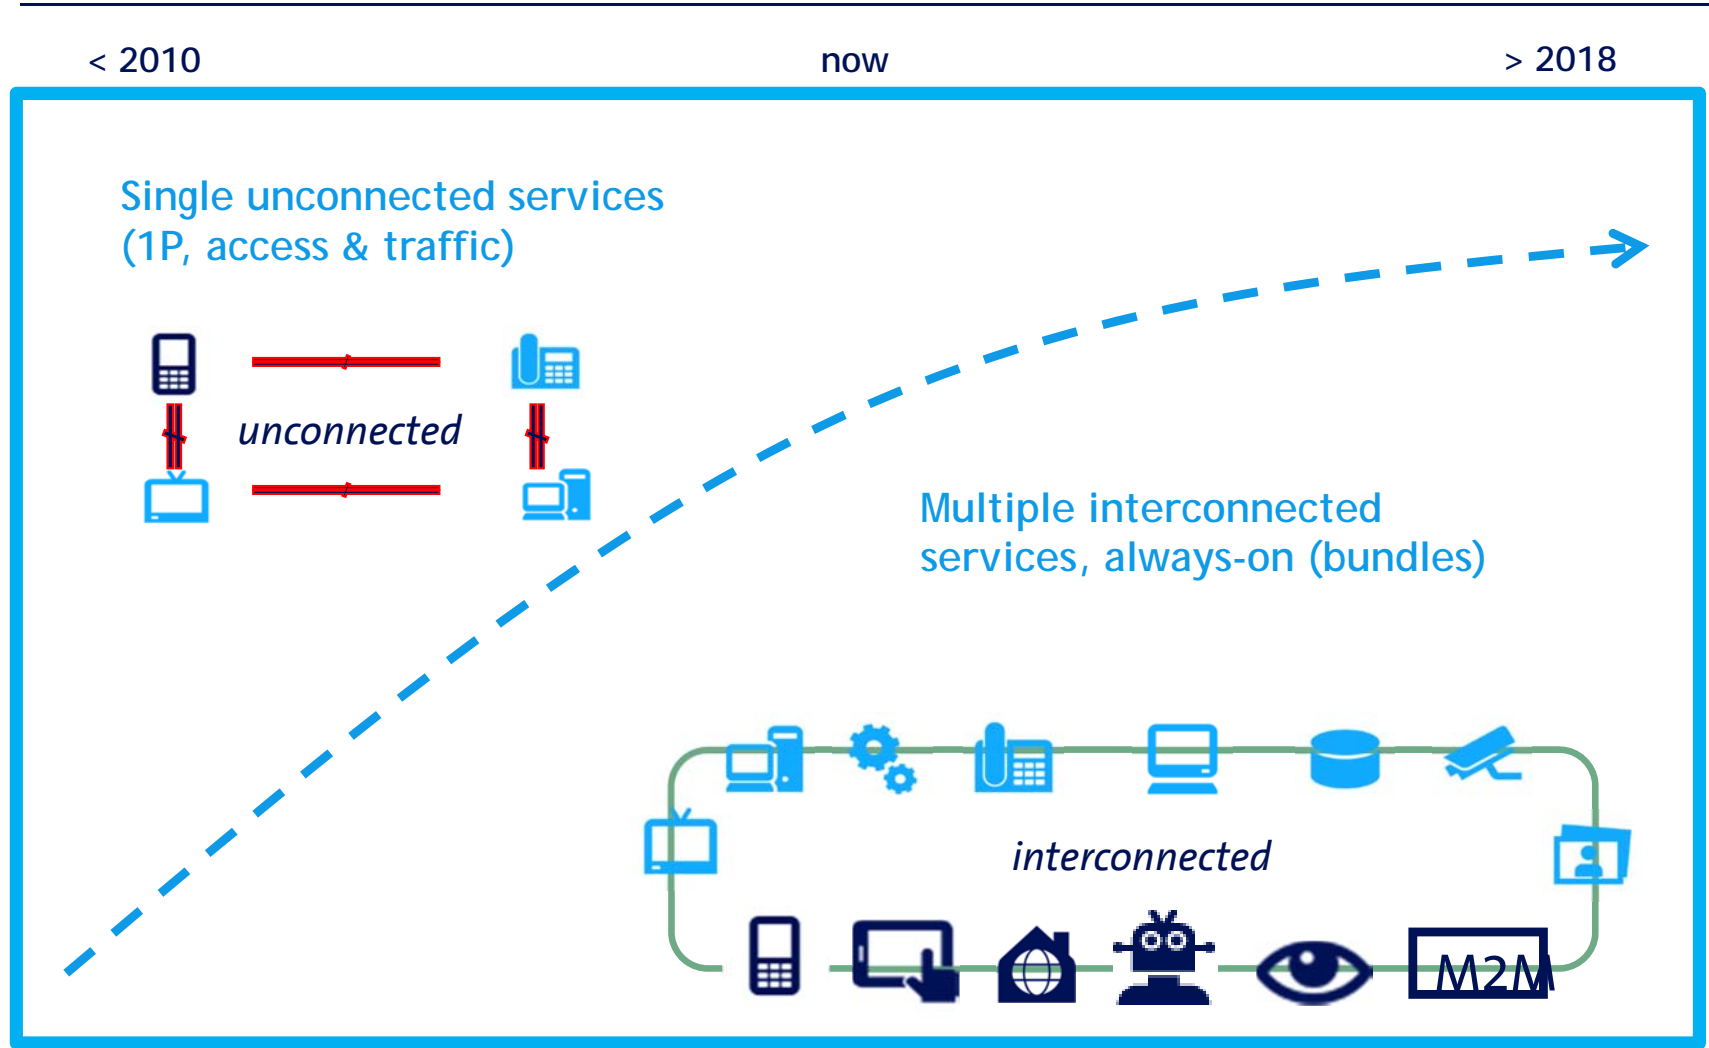 < 2010
now
> 2018
Single unconnected services
(1P, access & traffic)
unconnected
Multiple interconnected
services, always-on (bundles)
interconnected
M2M